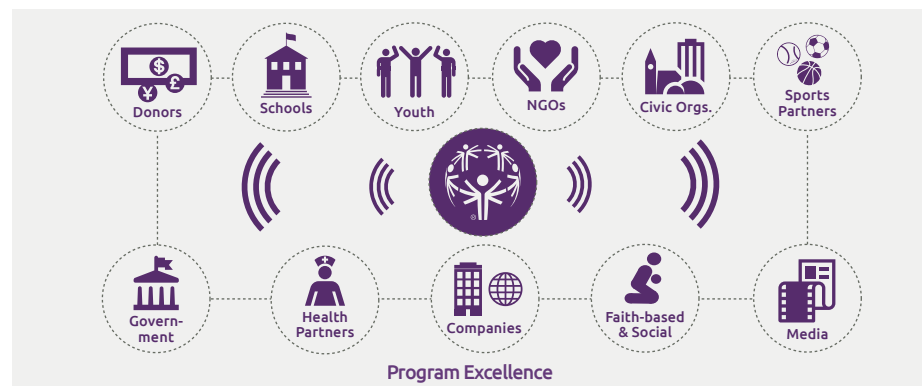 $
¥
£
Donors
Schools
Youth
NGOs
Civic Orgs.
Sports
Partners
®
Govern-
ment
Health
Partners
Companies
Faith-based
& Social
Media
Program Excellence